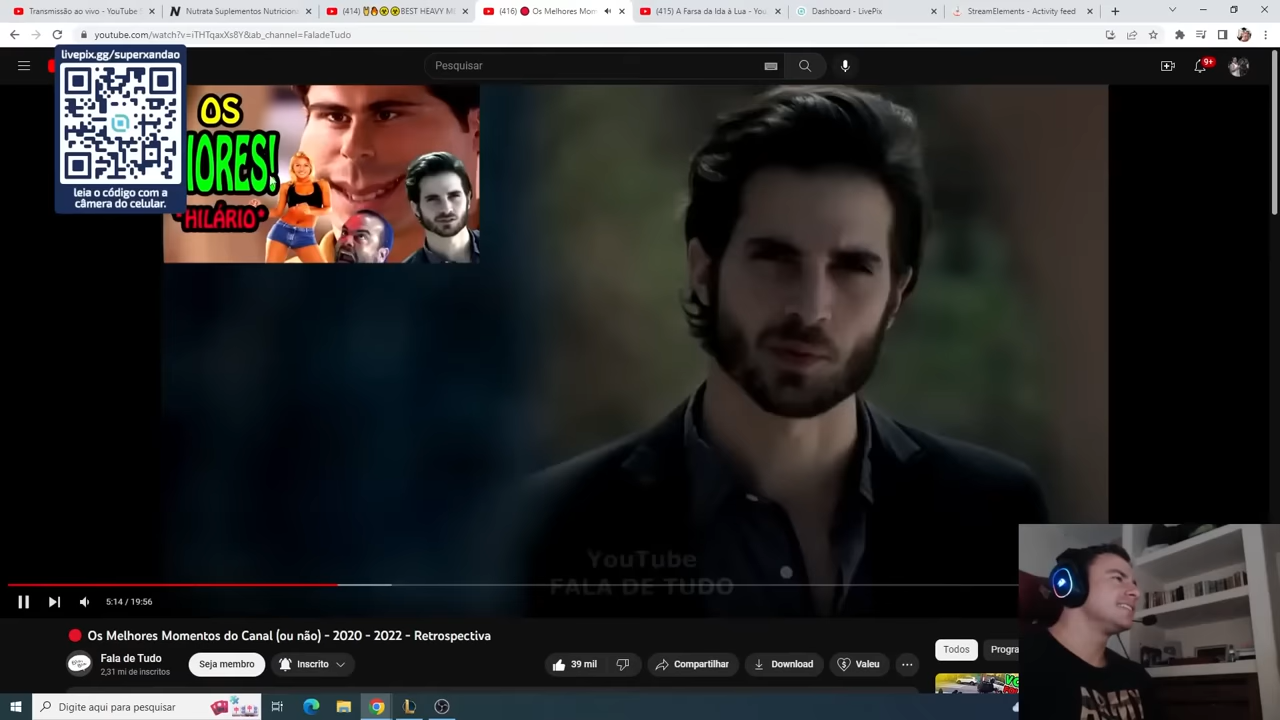 Transmissão ao vivo - YouTube S
Nutrata Suplementos Nutriciona
BEST HEAVY M
(416) Os Melhores Mom
(415) A Farsa da Ida à Lua - You
Dashboard - LivePix
StreamElements - Activity feed
youtube.com/watch?v=iTHTqaxXs8Y&ab_channel=FaladeTudo
livepix.gg/superxandao
leia o código com a
câmera do celular.
Pesquisar
9+
OS
IORES!
*HILÁRIO*
YouTube
FALA DE TUDO
5:14 / 19:56
Os Melhores Momentos do Canal (ou não) - 2020 - 2022 - Retrospectiva
Fala de Tudo
2,31 mi de inscritos
Seja membro
Inscrito
39 mil
Compartilhar
Download
Valeu
Todos
Progra
Digite aqui para pesquisar